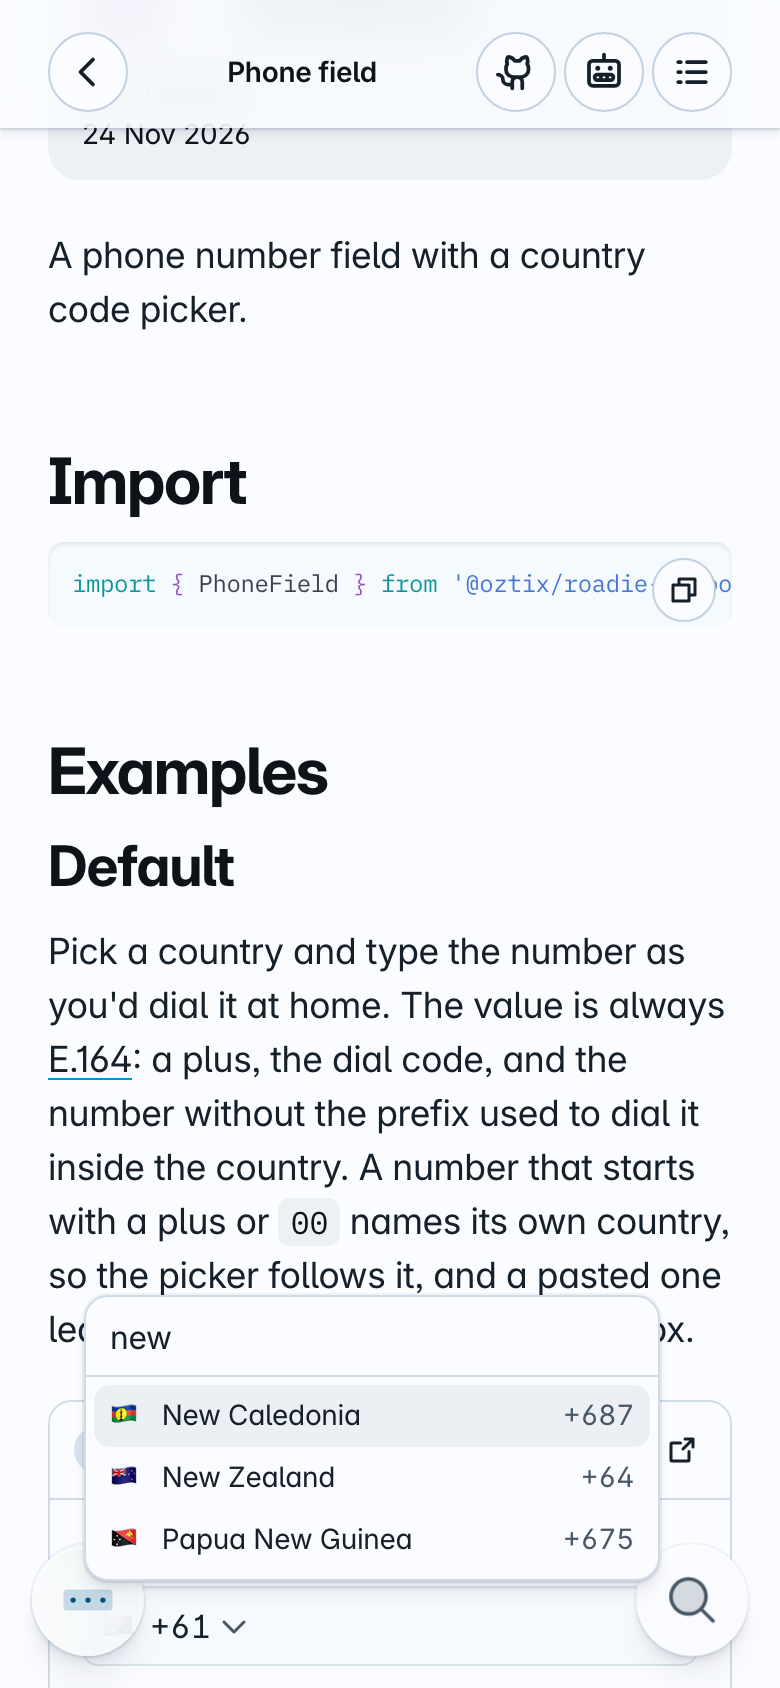 Phone field
24 Nov 2026
A phone number field with a country
code picker.
Import
import { PhoneField } from '@oztix/roadie
Examples
Default
Pick a country and type the number as
you'd dial it at home. The value is always
E.164: a plus, the dial code, and the
number without the prefix used to dial it
inside the country. A number that starts
with a plus or 00 names its own country,
so the picker follows it, and a pasted one
new
New Caledonia +687
New Zealand +64
Papua New Guinea +675
+61